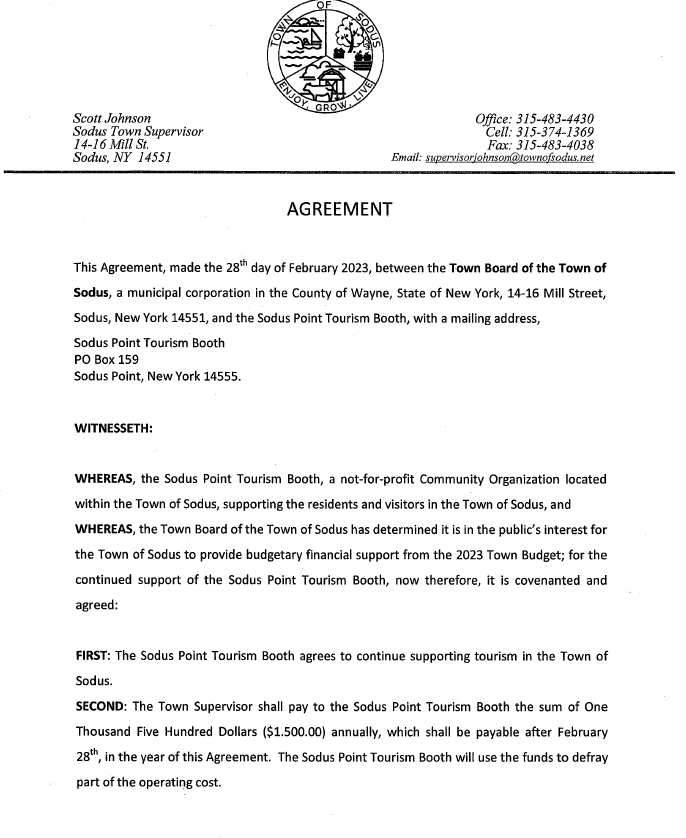 TOWN OF SODUS
ENJOY, GROW, LIVE
Scott Johnson
Sodus Town Supervisor
14-16 Mill St.
Sodus, NY 14551
Office: 315-483-4430
Cell: 315-374-1369
Fax: 315-483-4038
Email: supervisorjohnson@townofsodus.net
AGREEMENT
This Agreement, made the 28th day of February 2023, between the Town Board of the Town of
Sodus, a municipal corporation in the County of Wayne, State of New York, 14-16 Mill Street,
Sodus, New York 14551, and the Sodus Point Tourism Booth, with a mailing address,
Sodus Point Tourism Booth
PO Box 159
Sodus Point, New York 14555.
WITNESSETH:
WHEREAS, the Sodus Point Tourism Booth, a not-for-profit Community Organization located
within the Town of Sodus, supporting the residents and visitors in the Town of Sodus, and
WHEREAS, the Town Board of the Town of Sodus has determined it is in the public's interest for
the Town of Sodus to provide budgetary financial support from the 2023 Town Budget; for the
continued support of the Sodus Point Tourism Booth, now therefore, it is covenanted and
agreed:
FIRST: The Sodus Point Tourism Booth agrees to continue supporting tourism in the Town of
Sodus.
SECOND: The Town Supervisor shall pay to the Sodus Point Tourism Booth the sum of One
Thousand Five Hundred Dollars ($1.500.00) annually, which shall be payable after February
28th, in the year of this Agreement. The Sodus Point Tourism Booth will use the funds to defray
part of the operating cost.